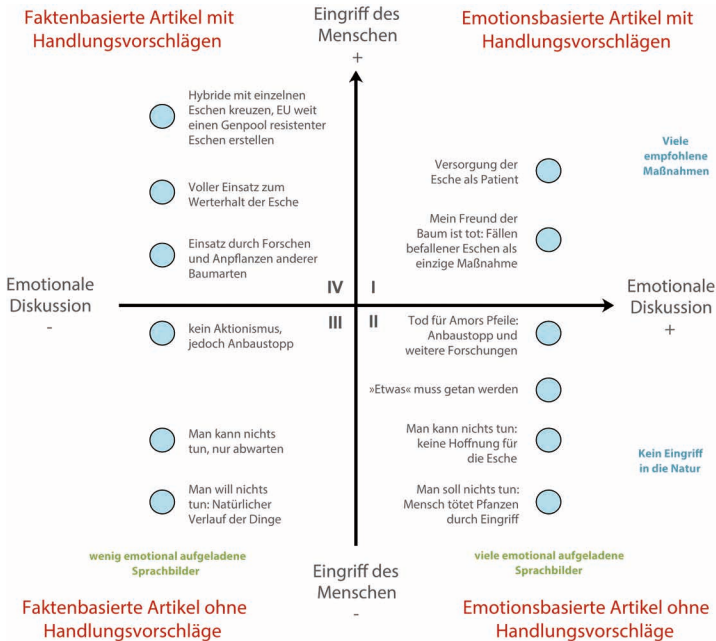 Faktenbasierte Artikel mit
Handlungsvorschlägen
Eingriff des
Menschen
+
Emotionsbasierte Artikel mit
Handlungsvorschlägen
Hybride mit einzelnen
Eschen kreuzen, EU weit
einen Genpool resistenter
Eschen erstellen
Voller Einsatz zum
Werterhalt der Esche
Einsatz durch Forschen
und Anpflanzen anderer
Baumarten
Viele
empfohlene
Maßnahmen
Versorgung der
Esche als Patient
Mein Freund der
Baum ist tot: Fällen
befallener Eschen als
einzige Maßnahme
Emotionale
Diskussion
-
IV
I
III
II
Emotionale
Diskussion
+
kein Aktionismus,
jedoch Anbaustopp
Man kann nichts
tun, nur abwarten
Man will nichts
tun: Natürlicher
Verlauf der Dinge
Tod für Amors Pfeile:
Anbaustopp und
weitere Forschungen
»Etwas« muss getan werden
Man kann nichts tun:
keine Hoffnung für
die Esche
Man soll nichts tun:
Mensch tötet Pfanzen
durch Eingriff
Kein Eingriff
in die Natur
wenig emotional aufgeladene
Sprachbilder
viele emotional aufgeladene
Sprachbilder
Faktenbasierte Artikel ohne
Handlungsvorschläge
Eingriff des
Menschen
-
Emotionsbasierte Artikel ohne
Handlungsvorschläge